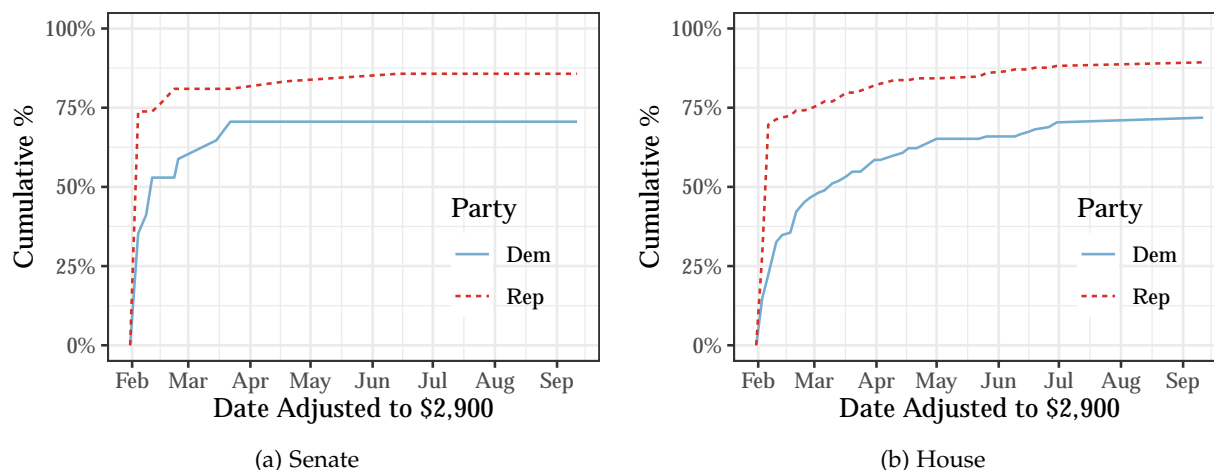 100%
75%
50%
25%
0%
Cumulative %
Party
Dem
Rep
Feb Mar Apr May Jun Jul Aug Sep
Date Adjusted to $2,900
(a) Senate
100%
75%
50%
25%
0%
Cumulative %
Party
Dem
Rep
Feb Mar Apr May Jun Jul Aug Sep
Date Adjusted to $2,900
(b) House